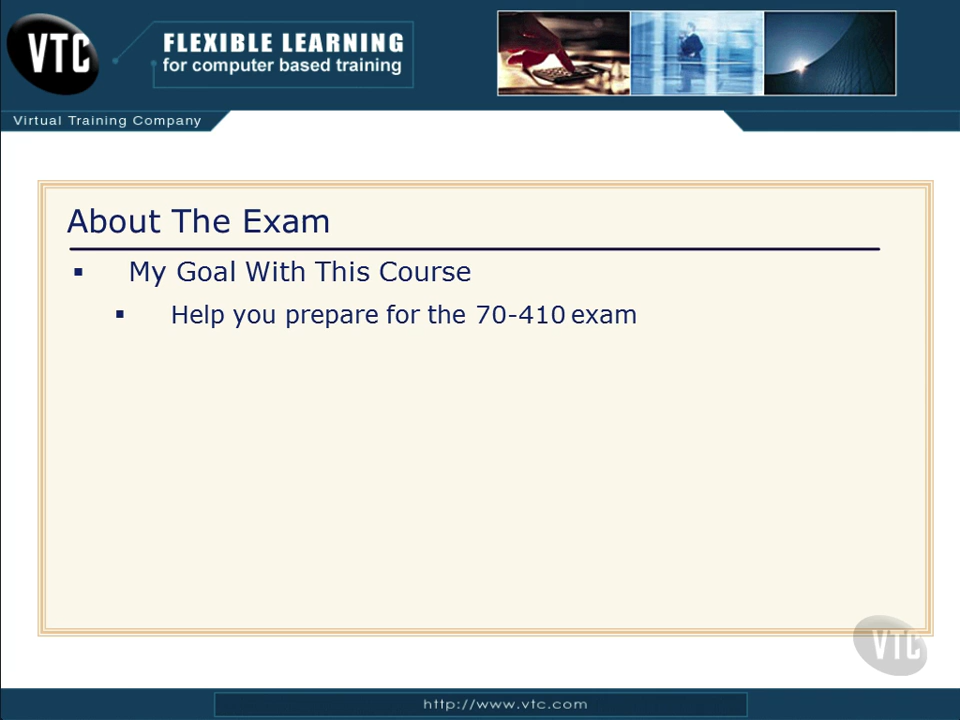 VTC
FLEXIBLE LEARNING
for computer based training
Virtual Training Company
About The Exam
▪ My Goal With This Course
▪ Help you prepare for the 70-410 exam
VTC
http://www.vtc.com